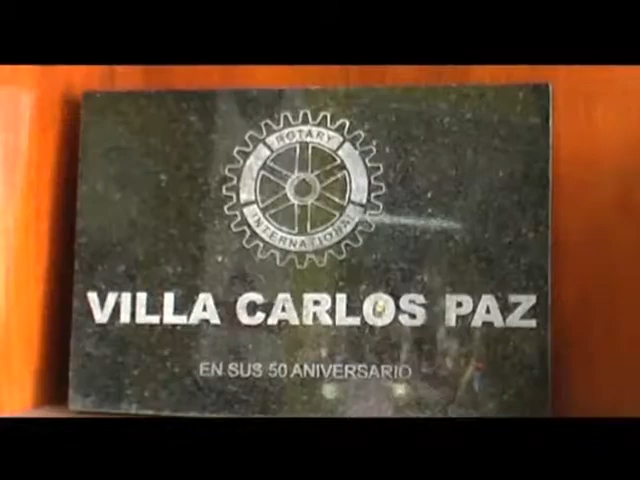 ROTARY
INTERNATIONAL
VILLA CARLOS PAZ
EN SUS 50 ANIVERSARIO